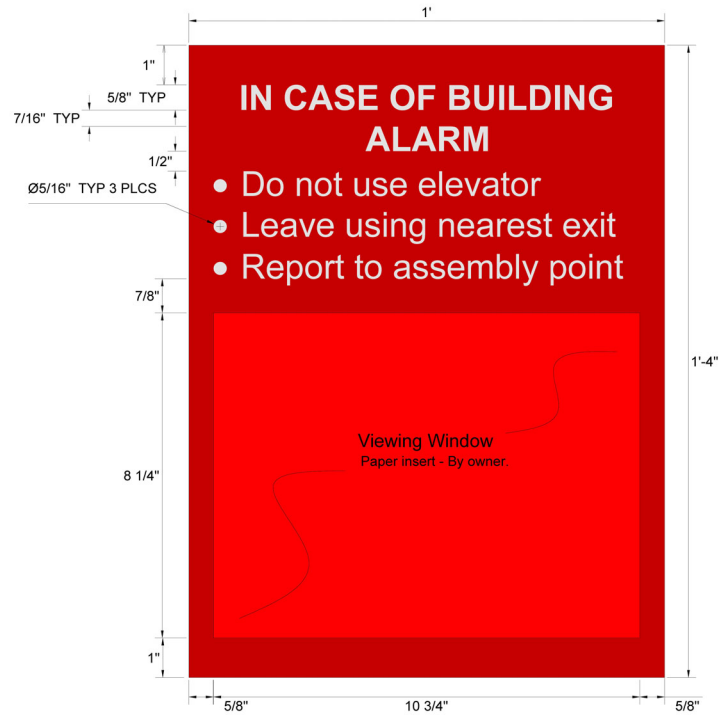 1'
1"
5/8" TYP
7/16" TYP
IN CASE OF BUILDING
ALARM
1/2"
Ø5/16" TYP 3 PLCS
● Do not use elevator
● Leave using nearest exit
● Report to assembly point
7/8"
1'-4"
Viewing Window
Paper insert - By owner.
8 1/4"
1"
5/8"
10 3/4"
5/8"